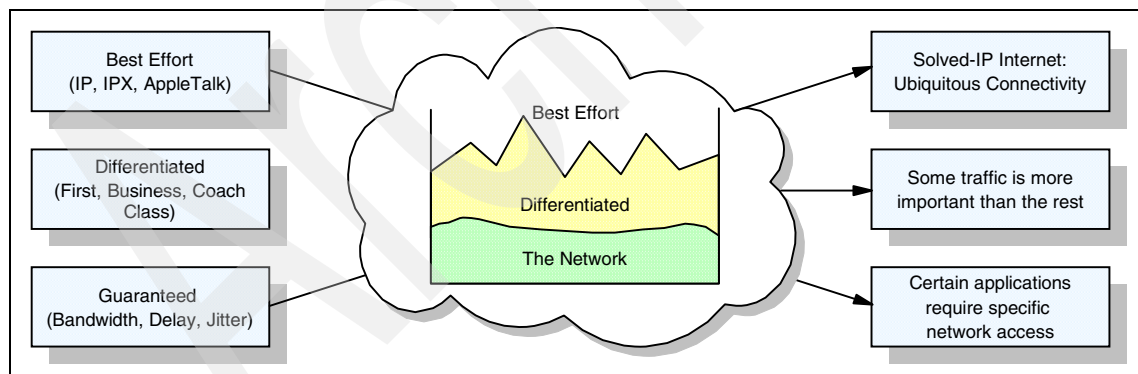 Best Effort
(IP, IPX, AppleTalk)
Differentiated
(First, Business, Coach
Class)
Guaranteed
(Bandwidth, Delay, Jitter)
Best Effort
Differentiated
The Network
Solved-IP Internet:
Ubiquitous Connectivity
Some traffic is more
important than the rest
Certain applications
require specific
network access